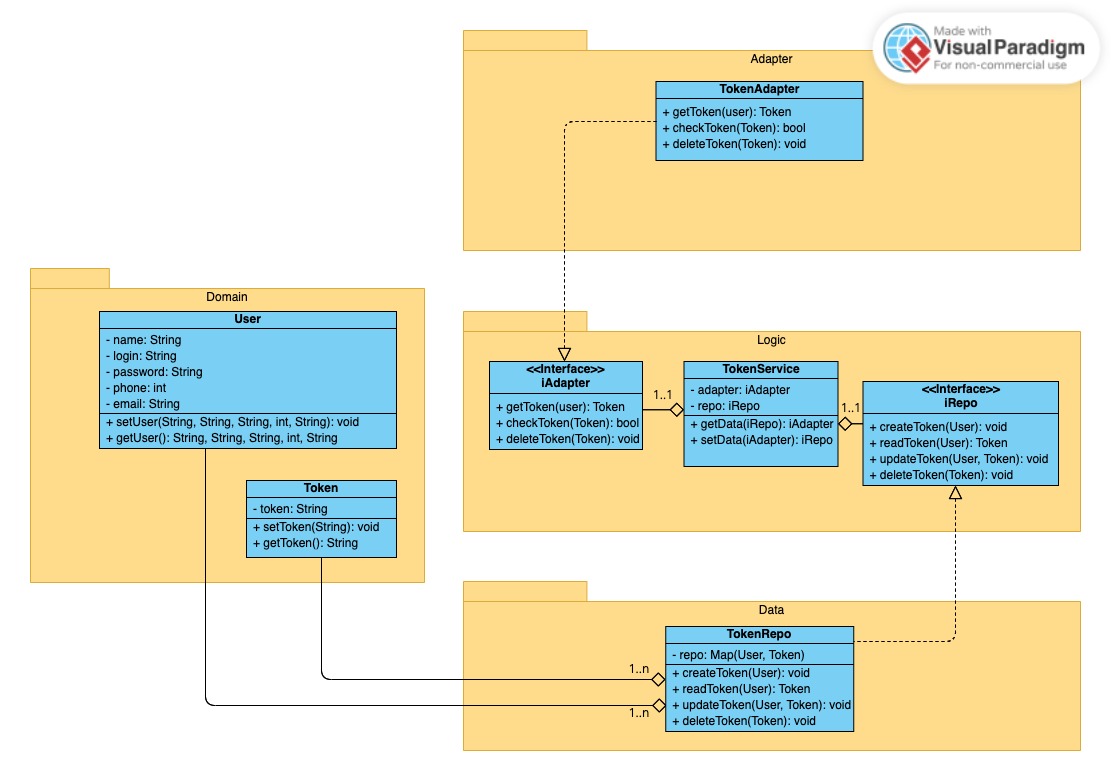 Made with
VisualParadigm
For non-commercial use
Adapter
TokenAdapter
+ getToken(user): Token
+ checkToken(Token): bool
+ deleteToken(Token): void
Domain
User
- name: String
- login: String
- password: String
- phone: int
- email: String
+ setUser(String, String, String, int, String): void
+ getUser(): String, String, String, int, String
Token
- token: String
+ setToken(String): void
+ getToken(): String
Logic
<<Interface>>
iAdapter
+ getToken(user): Token
+ checkToken(Token): bool
+ deleteToken(Token): void
1..1
TokenService
- adapter: iAdapter
- repo: iRepo
+ getData(iRepo): iAdapter
+ setData(iAdapter): iRepo
1..1
<<Interface>>
iRepo
+ createToken(User): void
+ readToken(User): Token
+ updateToken(User, Token): void
+ deleteToken(Token): void
Data
TokenRepo
- repo: Map(User, Token)
+ createToken(User): void
+ readToken(User): Token
+ updateToken(User, Token): void
+ deleteToken(Token): void
1..n
1..n